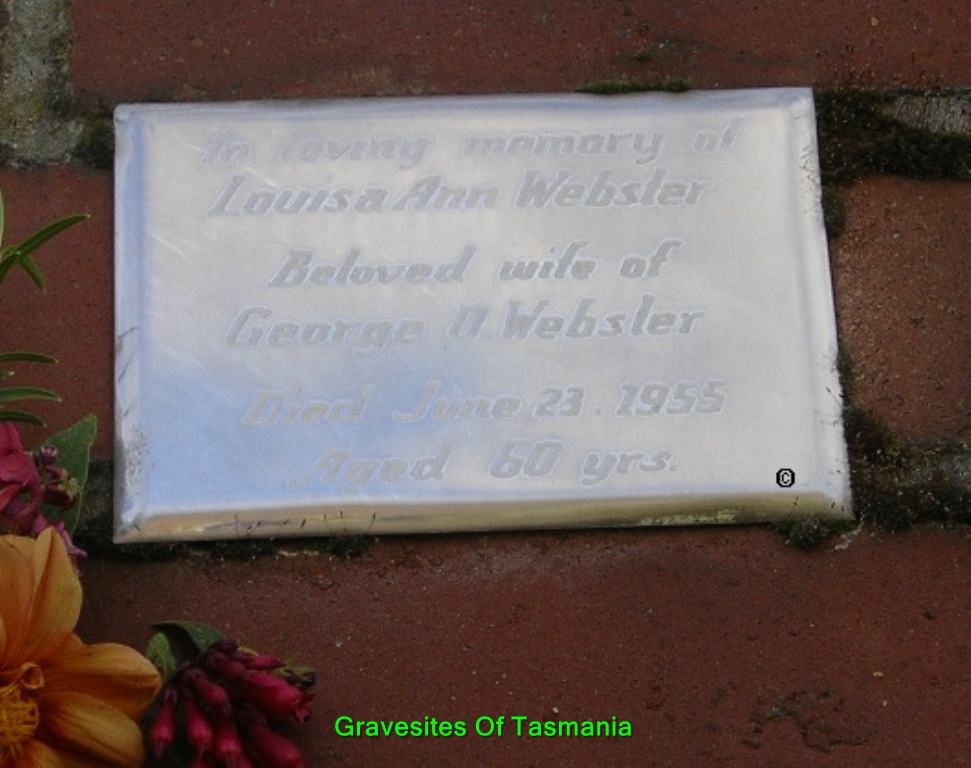 In loving memory of
Louisa Ann Webster
Beloved wife of
George D. Webster
Died June 23. 1955
Aged 60 yrs.
©
Gravesites Of Tasmania